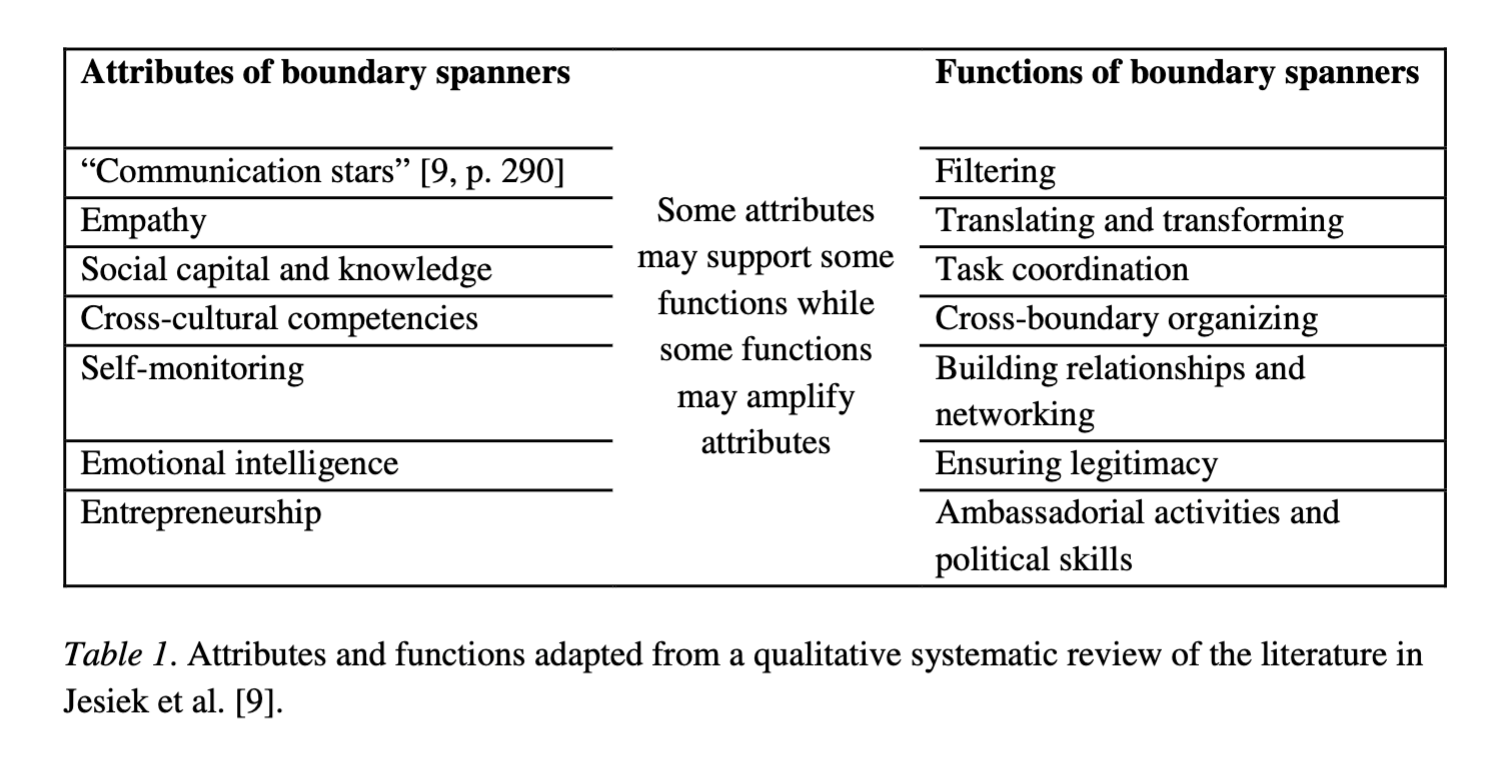 Attributes of boundary spanners
Functions of boundary spanners
“Communication stars” [9, p. 290]
Empathy
Social capital and knowledge
Cross-cultural competencies
Self-monitoring
Emotional intelligence
Entrepreneurship
Some attributes
may support some
functions while
some functions
may amplify
attributes
Filtering
Translating and transforming
Task coordination
Cross-boundary organizing
Building relationships and
networking
Ensuring legitimacy
Ambassadorial activities and
political skills
Table 1. Attributes and functions adapted from a qualitative systematic review of the literature in
Jesiek et al. [9].